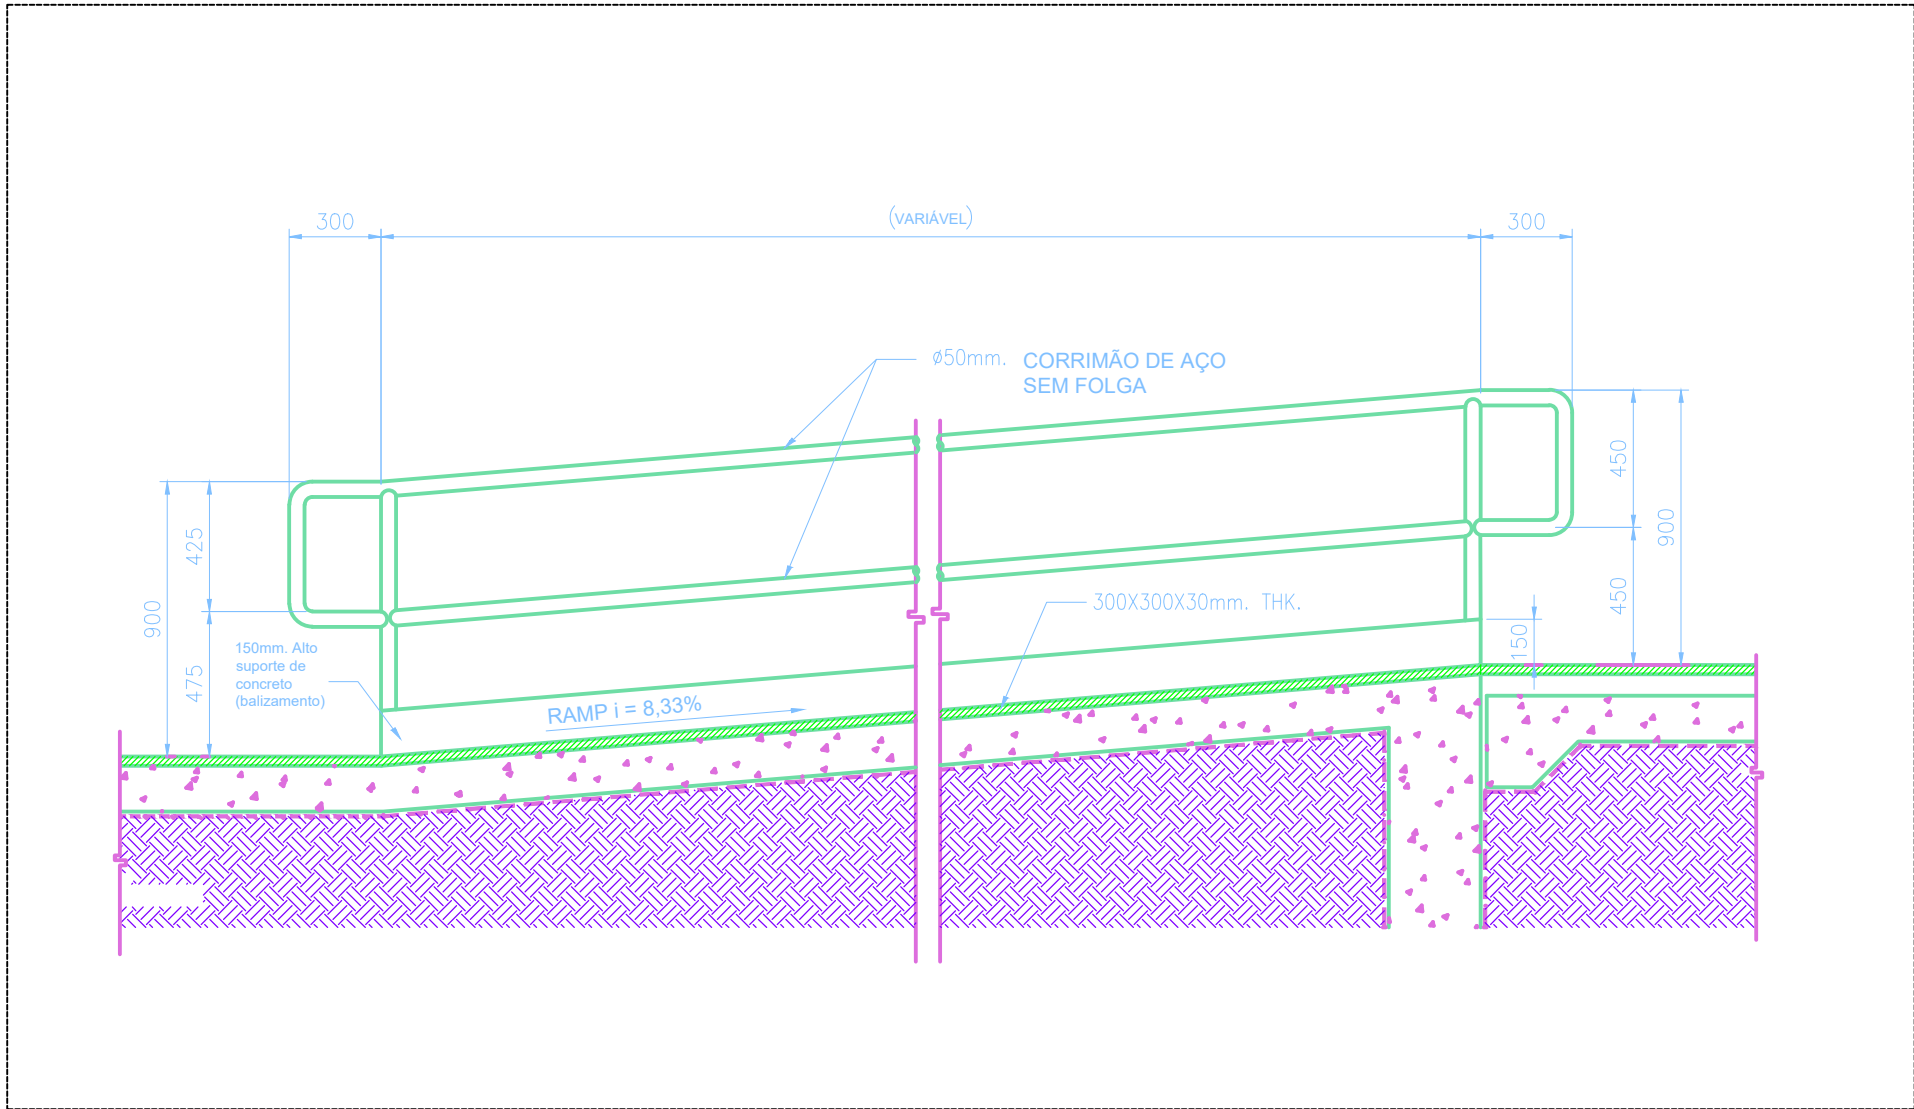 300
(VARIÁVEL)
300
ø50mm. CORRIMÃO DE AÇO
SEM FOLGA
425
900
475
450
900
450
150
300X300X30mm. THK.
150mm. Alto
suporte de
concreto
(balizamento)
RAMP i = 8,33%